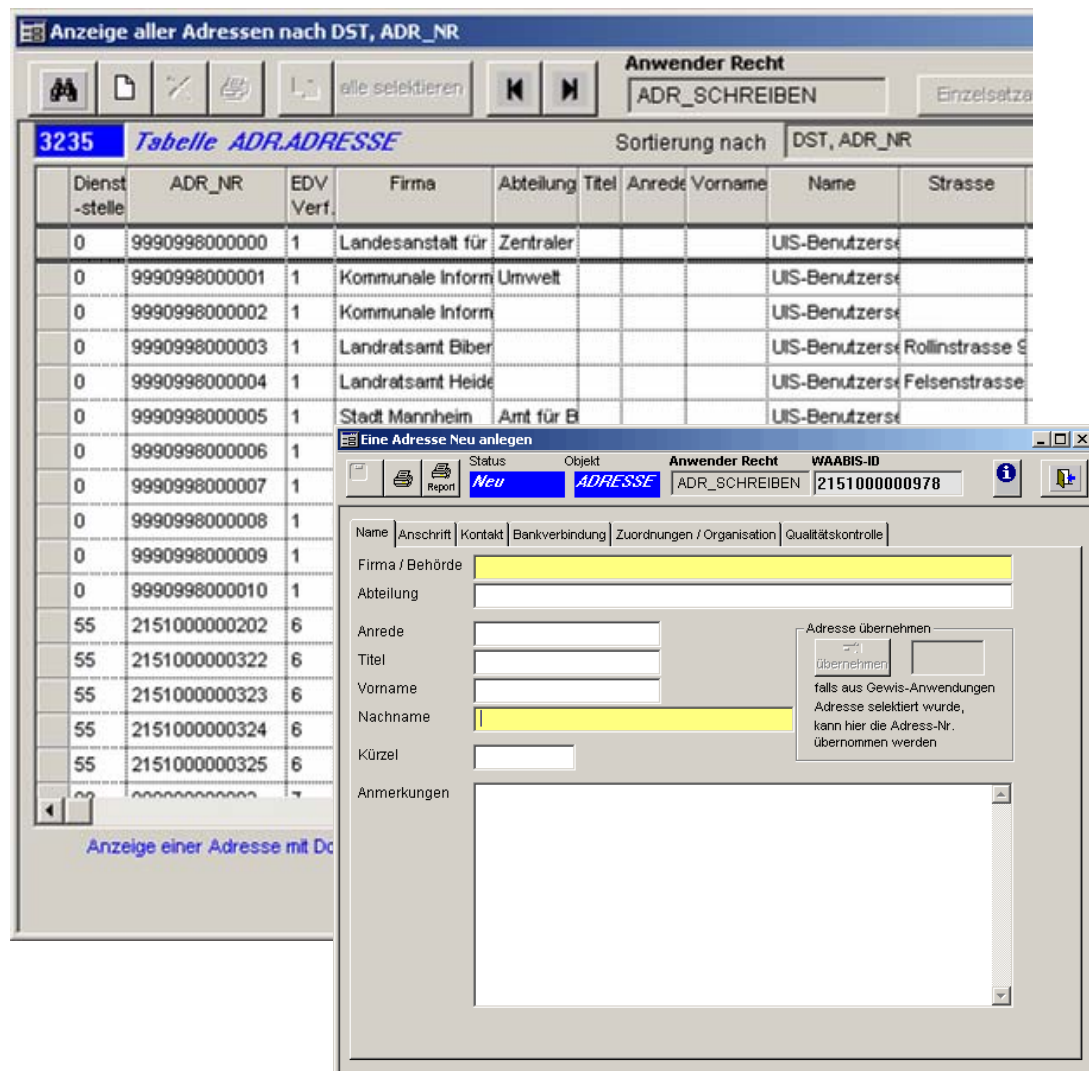 Anzeige aller Adressen nach DST, ADR_NR
Anwender Recht
alle selektieren ADR_SCHREIBEN Einzelsatza
3235 Tabelle ADR.ADRESSE Sortierung nach DST, ADR_NR
Dienst ADR_NR EDV Firma Abteilung Titel Anrede Vorname Name Strasse
-stelle Verf.
0 9990998000000 1 Landesanstalt für Zentraler UIS-Benutzerse
0 9990998000001 1 Kommunale Inform Umwelt UIS-Benutzerse
0 9990998000002 1 Kommunale Inform UIS-Benutzerse
0 9990998000003 1 Landratsamt Biber UIS-Benutzerse Rollinstrasse 9
0 9990998000004 1 Landratsamt Heide UIS-Benutzerse Felsenstrasse
0 9990998000005 1 Stadt Mannheim Amt für B UIS-Benutzerse
0 9990998000006 1
0 9990998000007 1
0 9990998000008 1
0 9990998000009 1
0 9990998000010 1
55 2151000000202 6
55 2151000000322 6
55 2151000000323 6
55 2151000000324 6
55 2151000000325 6
Anzeige einer Adresse mit Do
Eine Adresse Neu anlegen
Status Objekt Anwender Recht WAABIS-ID
Report Neu ADRESSE ADR_SCHREIBEN 2151000000978
Name Anschrift Kontakt Bankverbindung Zuordnungen / Organisation Qualitätskontrolle
Firma / Behörde
Abteilung
Anrede
Titel
Vorname
Nachname
Kürzel
Anmerkungen
Adresse übernehmen
übernehmen
falls aus Gewis-Anwendungen
Adresse selektiert wurde,
kann hier die Adress-Nr.
übernommen werden